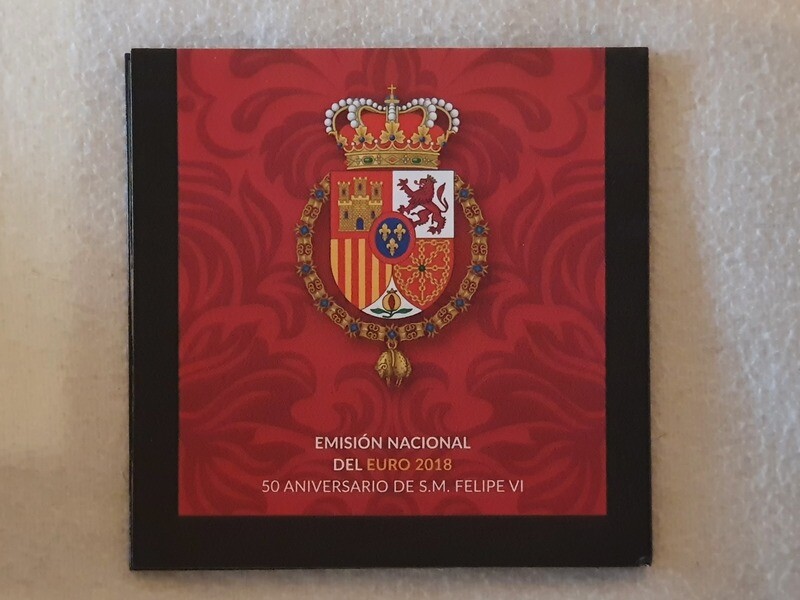 EMISIÓN NACIONAL
DEL EURO 2018
50 ANIVERSARIO DE S.M. FELIPE VI